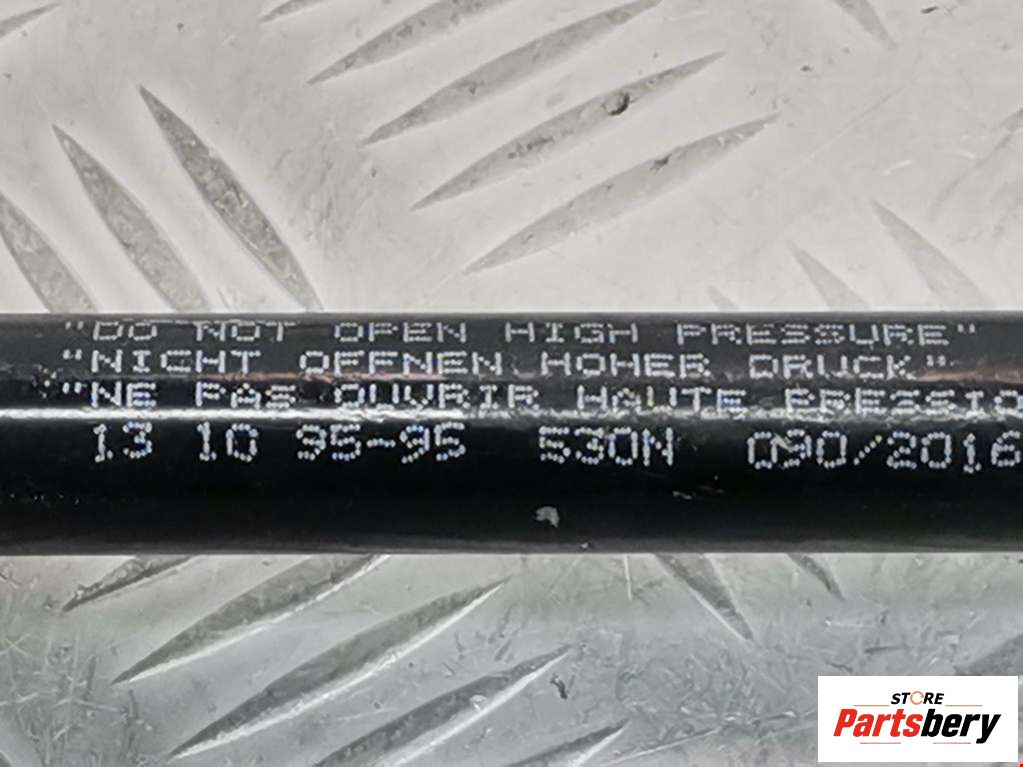 "DO NOT OPEN HIGH PRESSURE"
"NICHT OFFNEN HOHER DRUCK"
"NE PAS OUVRIR HAUTE PRESSIO
13 10 95-95 530N 090/2016
STORE
Partsbery